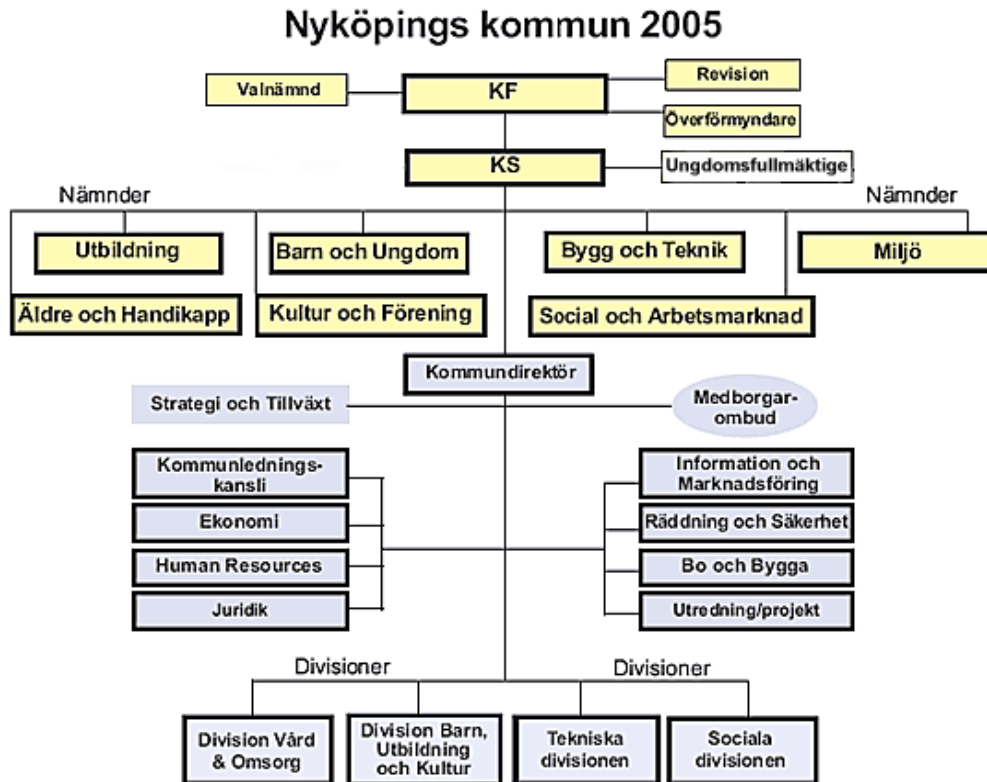 Nyköpings kommun 2005
Valnämnd
KF
Revision
Överförmyndare
KS
Ungdomsfullmäktige
Nämnder
Nämnder
Utbildning
Barn och Ungdom
Bygg och Teknik
Miljö
Äldre och Handikapp
Kultur och Förening
Social och Arbetsmarknad
Kommundirektör
Strategi och Tillväxt
Medborgar-
ombud
Kommunlednings-
kansli
Ekonomi
Human Resources
Juridik
Information och
Marknadsföring
Räddning och Säkerhet
Bo och Bygga
Utredning/projekt
Divisioner
Divisioner
Division Vård
& Omsorg
Division Barn,
Utbildning
och Kultur
Tekniska
divisionen
Sociala
divisionen